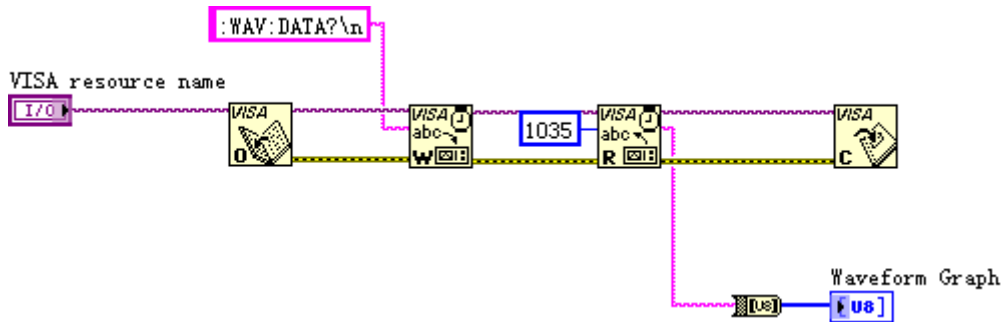 :WAV:DATA?\n
VISA resource name
I/O
VISA
O
VISA
abc
W
1035
VISA
abc
R
VISA
C
Waveform Graph
[U8]
[U8]